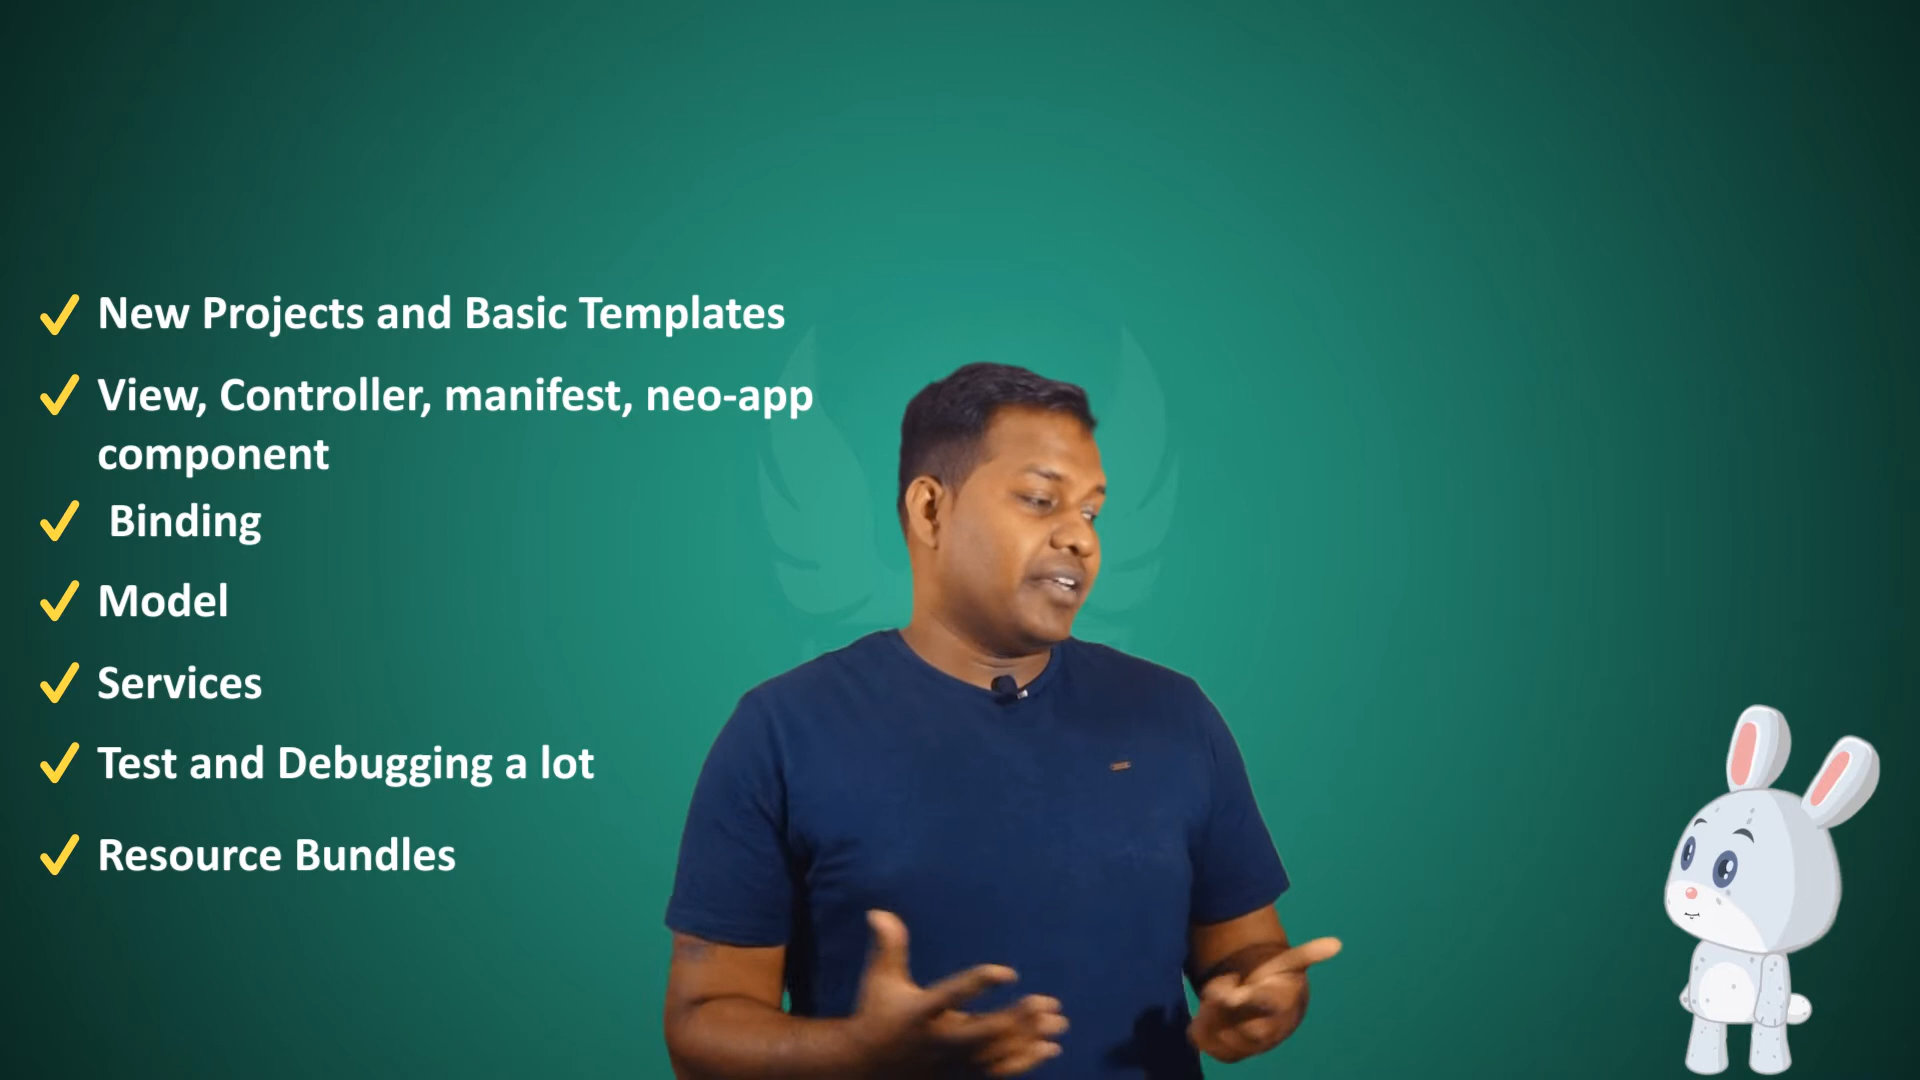 New Projects and Basic Templates
View, Controller, manifest, neo-app
component
Binding
Model
Services
Test and Debugging a lot
Resource Bundles